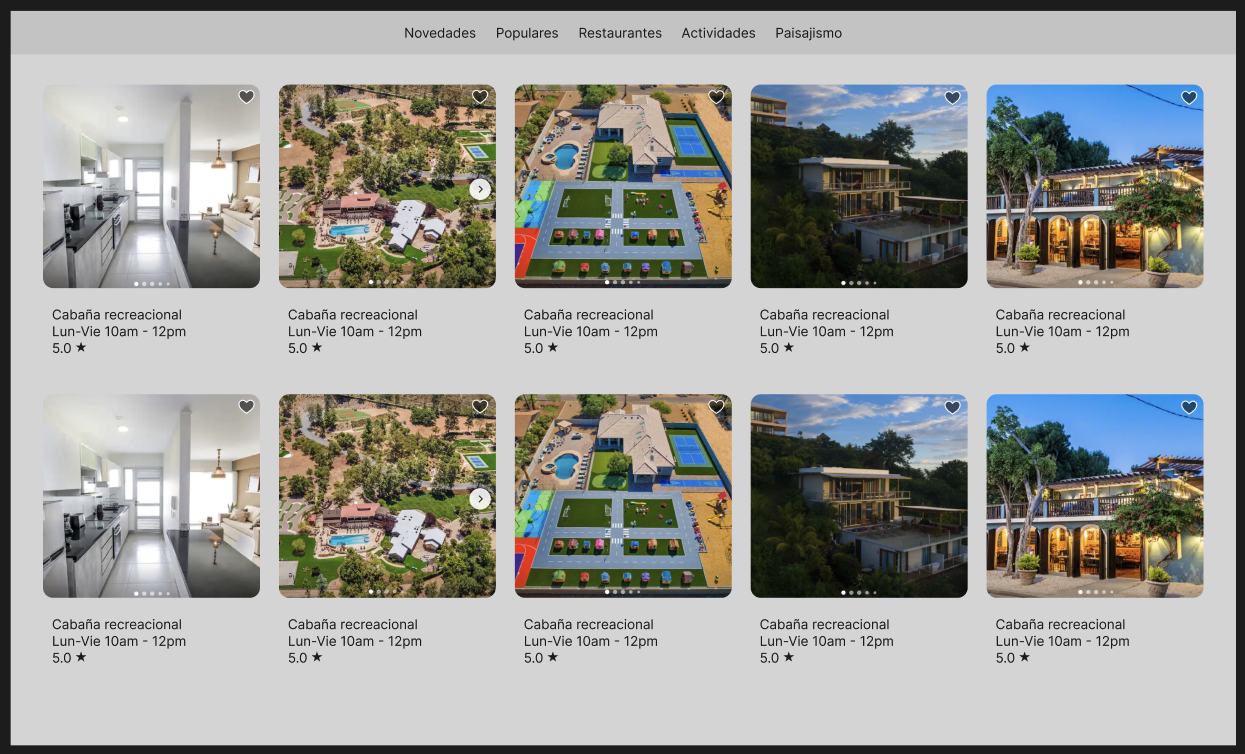 Novedades Populares Restaurantes Actividades Paisajismo
Cabaña recreacional
Lun-Vie 10am - 12pm
5.0 ★
Cabaña recreacional
Lun-Vie 10am - 12pm
5.0 ★
Cabaña recreacional
Lun-Vie 10am - 12pm
5.0 ★
Cabaña recreacional
Lun-Vie 10am - 12pm
5.0 ★
Cabaña recreacional
Lun-Vie 10am - 12pm
5.0 ★
Cabaña recreacional
Lun-Vie 10am - 12pm
5.0 ★
Cabaña recreacional
Lun-Vie 10am - 12pm
5.0 ★
Cabaña recreacional
Lun-Vie 10am - 12pm
5.0 ★
Cabaña recreacional
Lun-Vie 10am - 12pm
5.0 ★
Cabaña recreacional
Lun-Vie 10am - 12pm
5.0 ★